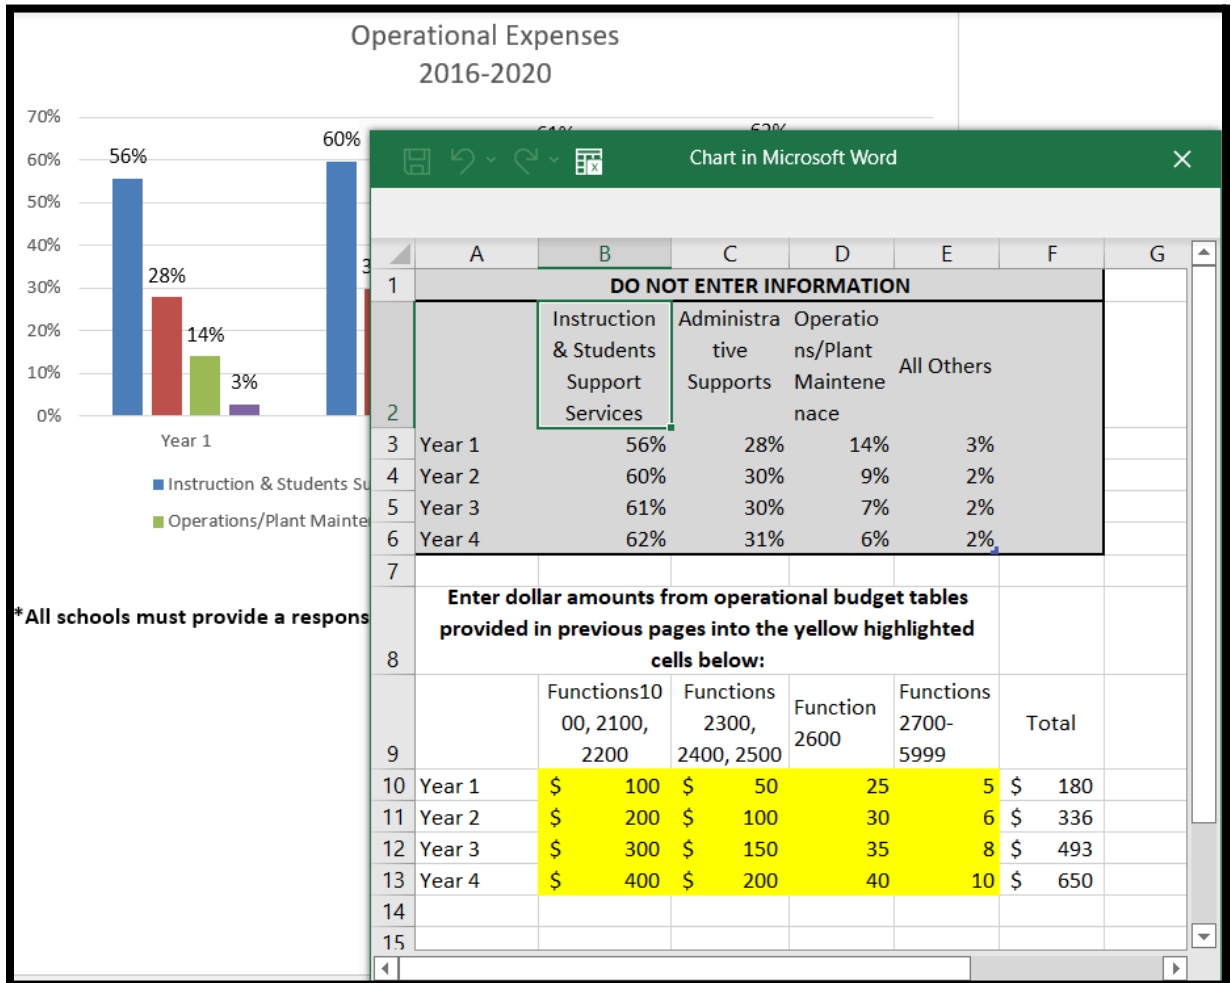 Operational Expenses
2016-2020
70%
60%
50%
40%
30%
20%
10%
0%
56%
28%
14%
3%
60%
Year 1
Instruction & Students
Operations/Plant
*All schools must provide a
Chart in Microsoft Word
A B C D E F G
1 DO NOT ENTER INFORMATION
Instruction
& Students
Support
Services
Administra
tive
Supports
Operatio
ns/Plant
Maintene
nace
All Others
2
3 Year 1 56% 28% 14% 3%
4 Year 2 60% 30% 9% 2%
5 Year 3 61% 30% 7% 2%
6 Year 4 62% 31% 6% 2%
7
Enter dollar amounts from operational budget tables
provided in previous pages into the yellow highlighted
8 cells below:
Functions10
00, 2100,
2200
Functions
2300,
2400, 2500
Function
2600
Functions
2700-
5999
Total
9
10 Year 1 $ 100 $ 50 25 5 $ 180
11 Year 2 $ 200 $ 100 30 6 $ 336
12 Year 3 $ 300 $ 150 35 8 $ 493
13 Year 4 $ 400 $ 200 40 10 $ 650
14
15